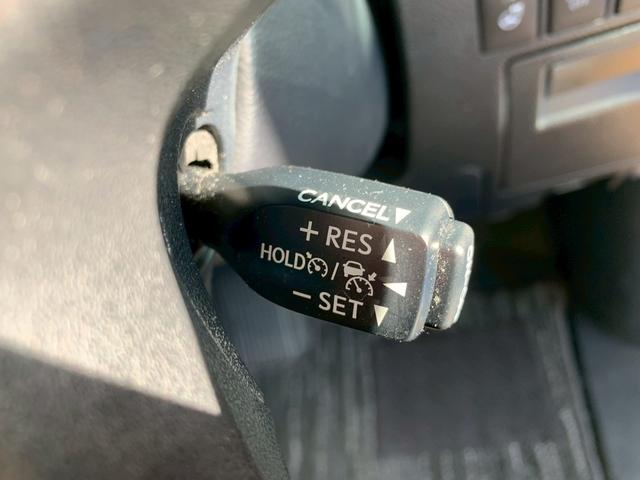 CANCEL▼
+ RES ▲
HOLD / ◀
− SET ▼